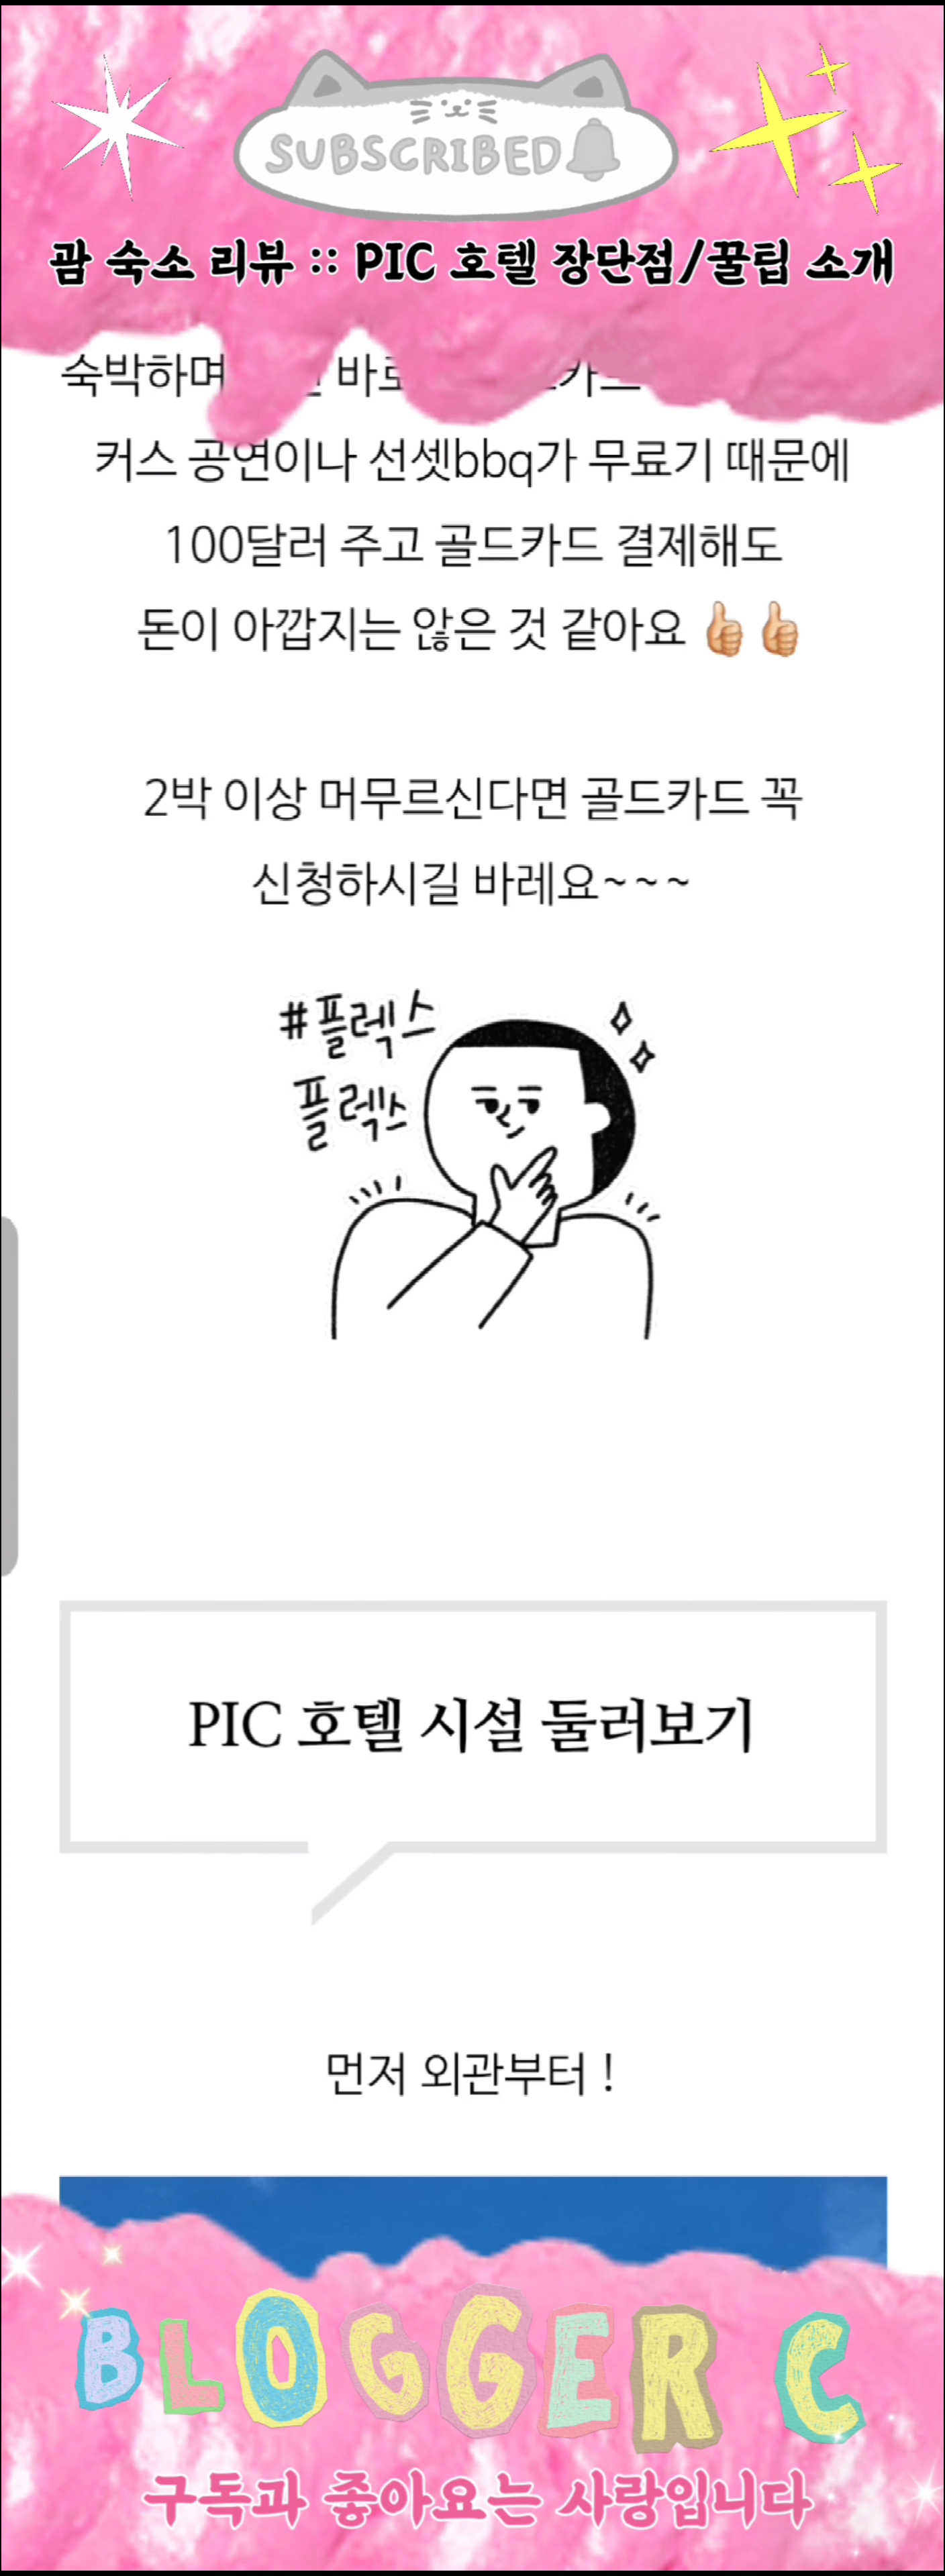 SUBSCRIBED
괌 숙소 리뷰 :: PIC 호텔 장단점/꿀팁 소개
숙박하며
커스 공연이나 선셋bbq가 무료기 때문에
100달러 주고 골드카드 결제해도
돈이 아깝지는 않은 것 같아요 👍🏼👍🏼
2박 이상 머무르신다면 골드카드 꼭
신청하시길 바레요~~~
#플렉스
플렉스
PIC 호텔 시설 둘러보기
먼저 외관부터 !
BLOGGER C
구독과 좋아요는 사랑입니다